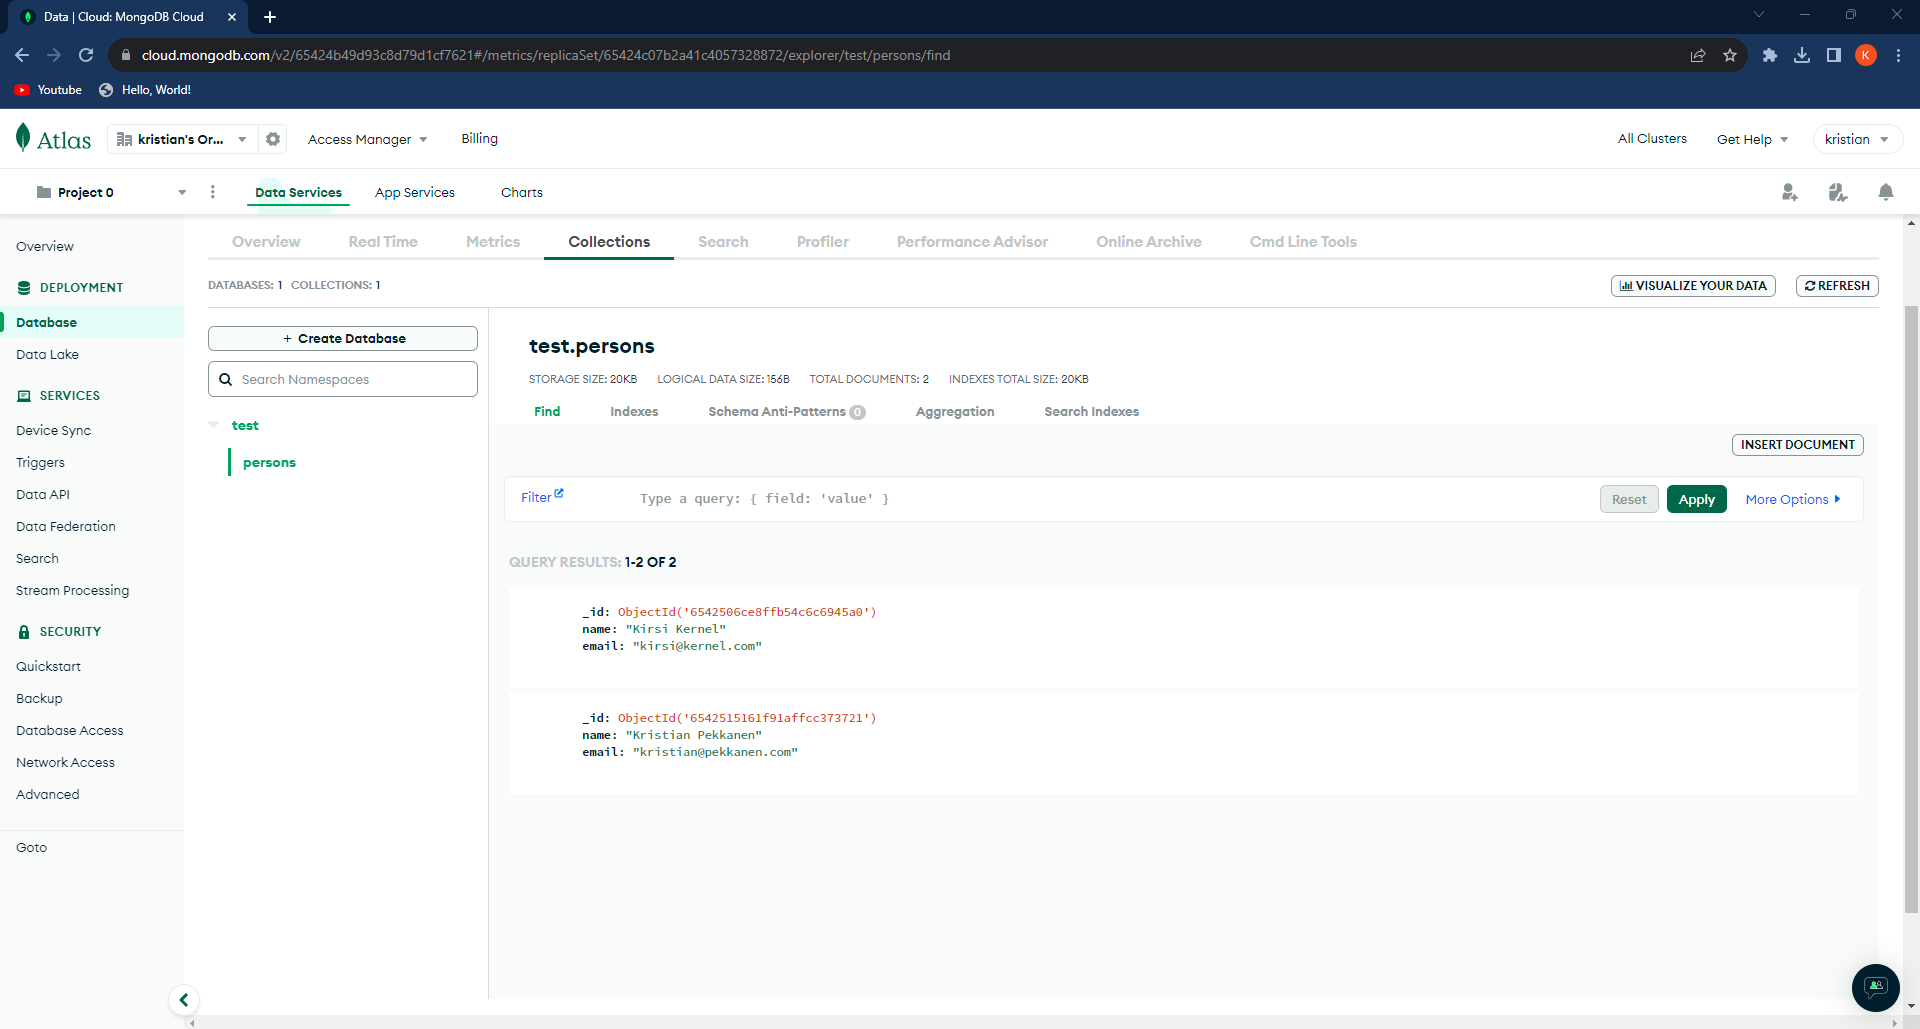 Data | Cloud: MongoDB Cloud
cloud.mongodb.com/v2/65424b49d93c8d79d1cf7621#/metrics/replicaSet/65424c07b2a41c4057328872/explorer/test/persons/find
K
Youtube Hello, World!
Atlas kristian's Or... Access Manager Billing All Clusters Get Help kristian
Project 0 Data Services App Services Charts
Overview Real Time Metrics Collections Search Profiler Performance Advisor Online Archive Cmd Line Tools
DATABASES: 1 COLLECTIONS: 1 VISUALIZE YOUR DATA REFRESH
Overview
DEPLOYMENT
Database
Data Lake
SERVICES
Device Sync
Triggers
Data API
Data Federation
Search
Stream Processing
SECURITY
Quickstart
Backup
Database Access
Network Access
Advanced
Goto
+ Create Database
Search Namespaces
test
persons
test.persons
STORAGE SIZE: 20KB LOGICAL DATA SIZE: 156B TOTAL DOCUMENTS: 2 INDEXES TOTAL SIZE: 20KB
Find Indexes Schema Anti-Patterns 0 Aggregation Search Indexes
INSERT DOCUMENT
Filter Type a query: { field: 'value' } Reset Apply More Options
QUERY RESULTS: 1-2 OF 2
_id: ObjectId('6542506ce8ffb54c6c6945a0')
name: "Kirsi Kernel"
email: "kirsi@kernel.com"
_id: ObjectId('6542515161f91affcc373721')
name: "Kristian Pekkanen"
email: "kristian@pekkanen.com"